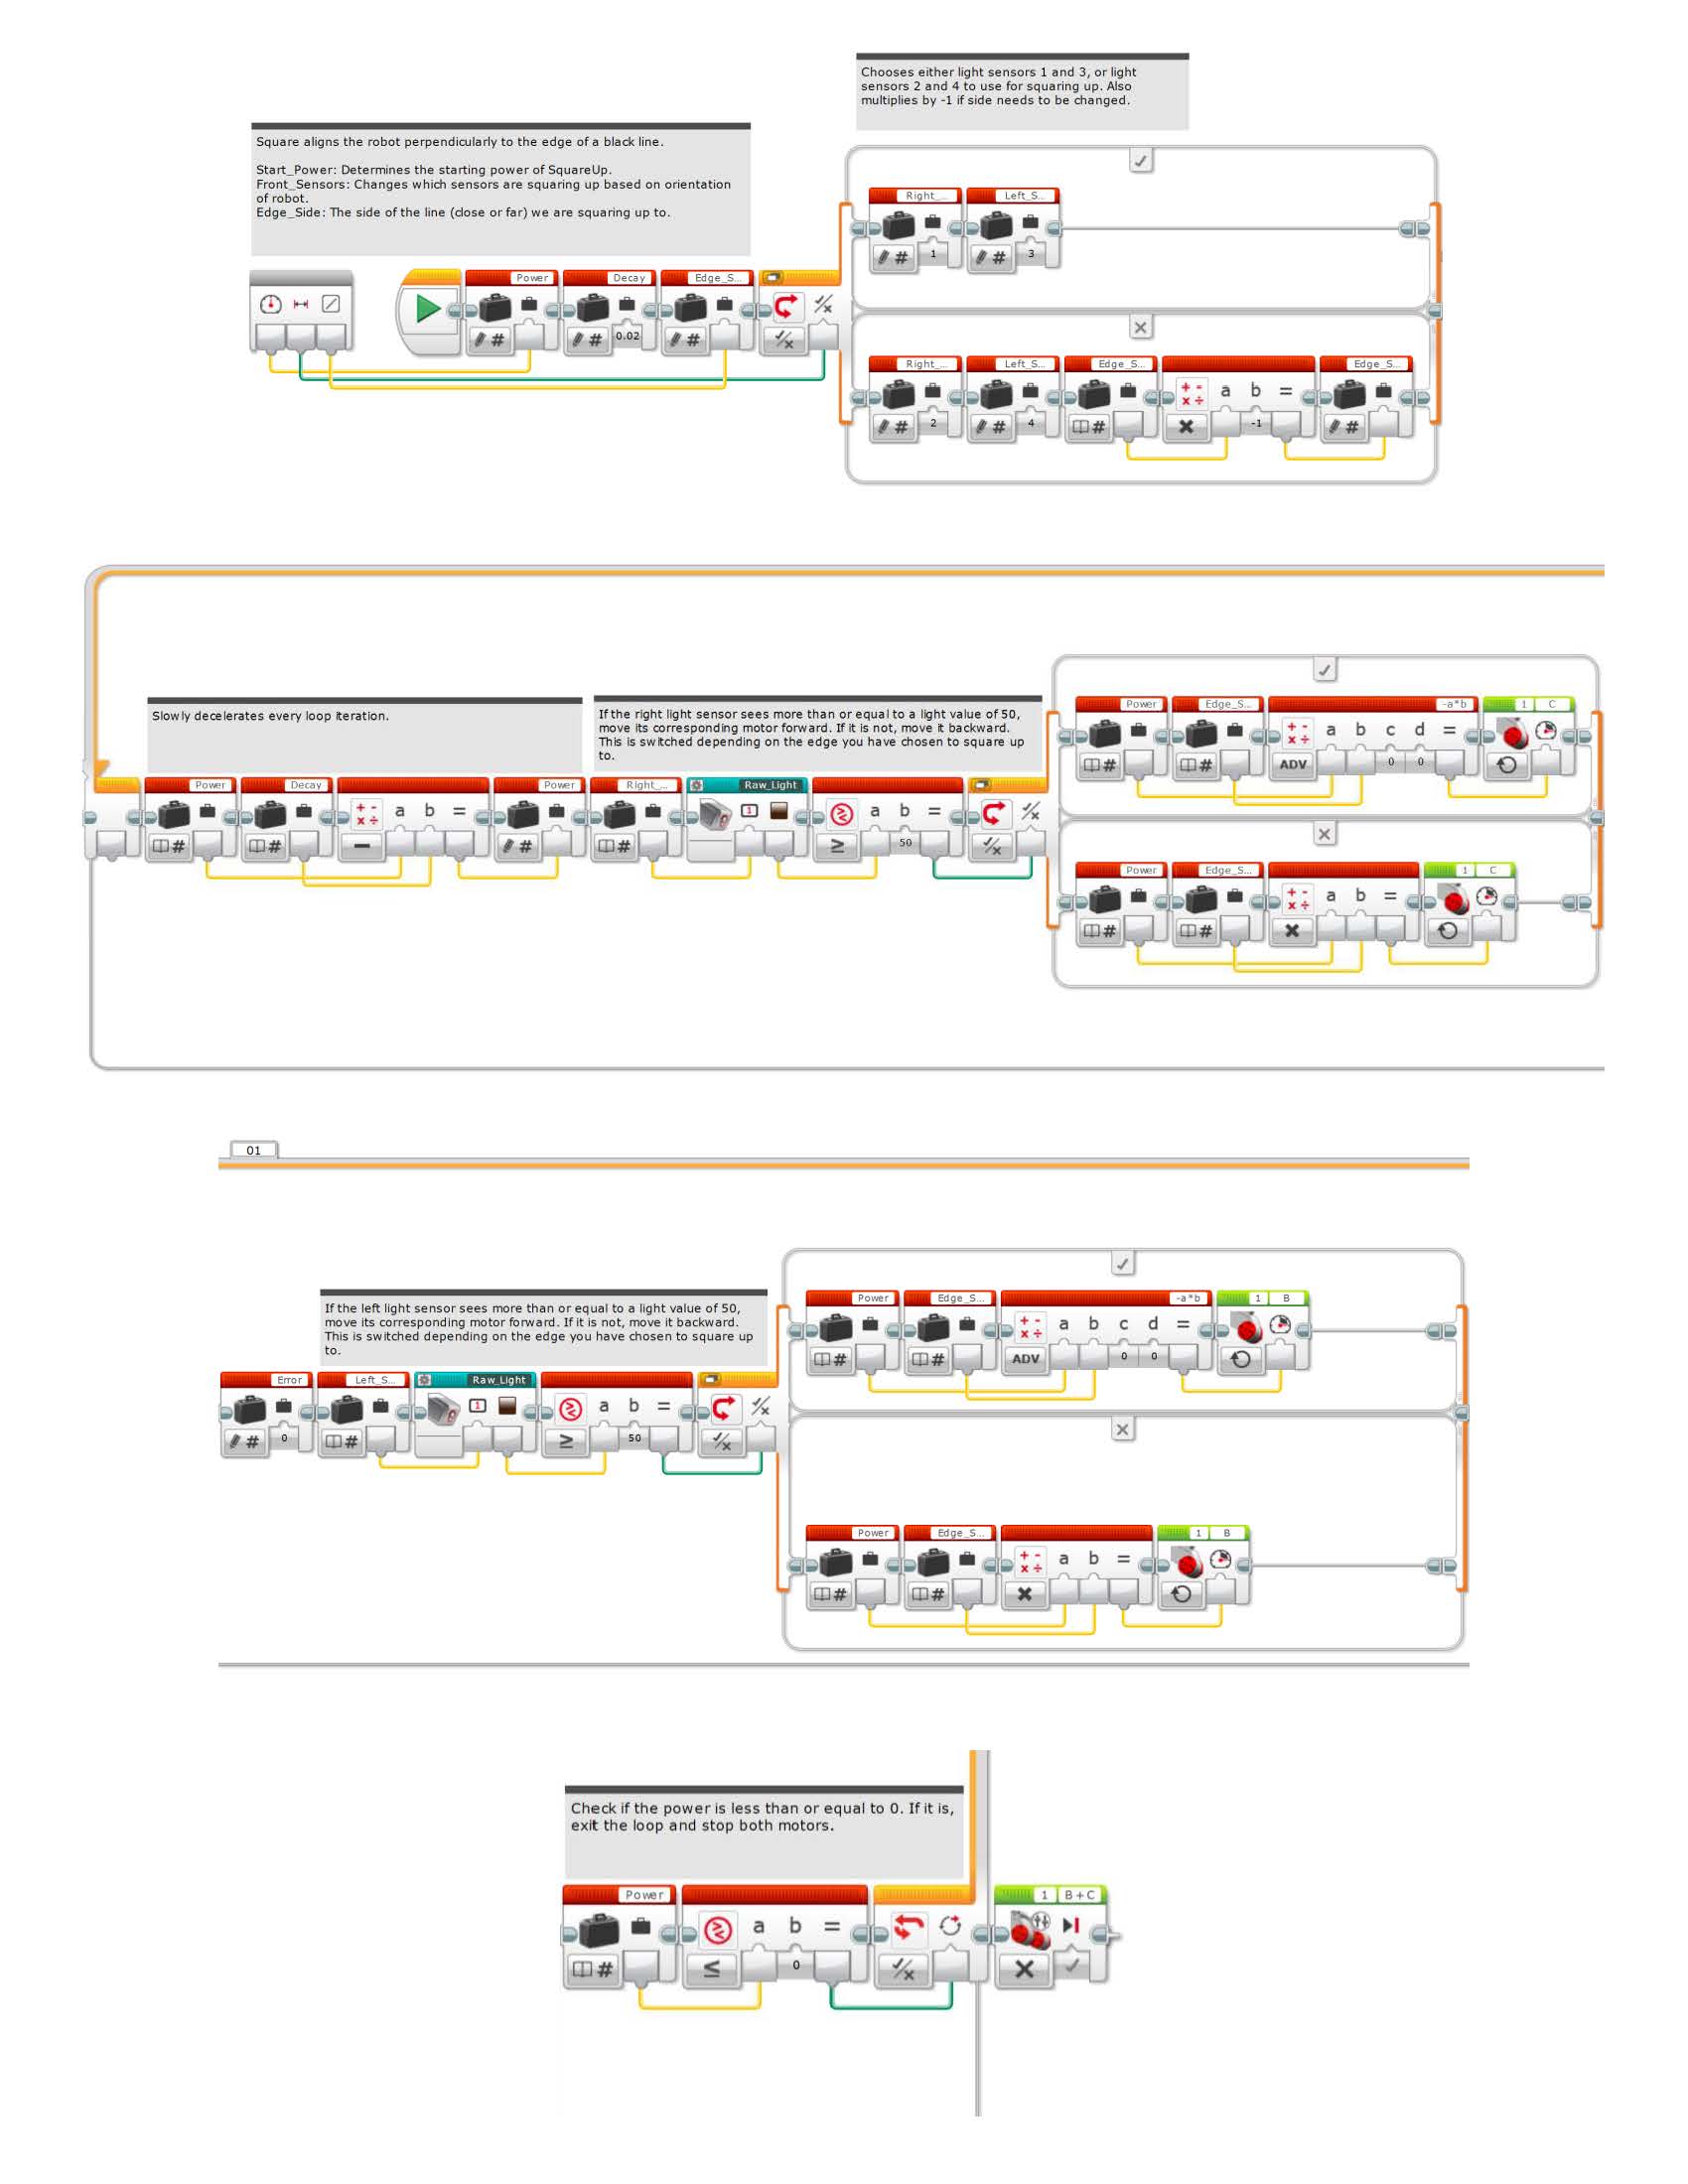 Chooses either light sensors 1 and 3, or light
sensors 2 and 4 to use for squaring up. Also
multiplies by -1 if side needs to be changed.
Square aligns the robot perpendicularly to the edge of a black line.
Start_Power: Determines the starting power of SquareUp.
Front_Sensors: Changes which sensors are squaring up based on orientation
of robot.
Edge_Side: The side of the line (close or far) we are squaring up to.
Right_... Left_S...
# 1 # 3
Power Decay Edge_S...
# # 0.02 #
Right_... Left_S... Edge_S... Edge_S...
a b =
# 2 # 4 # -1 #
Slowly decelerates every loop iteration.
If the right light sensor sees more than or equal to a light value of 50,
move its corresponding motor forward. If it is not, move it backward.
This is switched depending on the edge you have chosen to square up
to.
Power Edge_S... -a*b 1 C
a b c d =
# # ADV 0 0
Power Decay Power Right_... Raw_Light
a b = 1 a b =
# # − # # ≥ 50
Power Edge_S... 1 C
a b =
# #
01
If the left light sensor sees more than or equal to a light value of 50,
move its corresponding motor forward. If it is not, move it backward.
This is switched depending on the edge you have chosen to square up
to.
Power Edge_S... -a*b 1 B
a b c d =
# # ADV 0 0
Error Left_S... Raw_Light
1 a b =
# 0 # ≥ 50
Power Edge_S... 1 B
a b =
# #
Check if the power is less than or equal to 0. If it is,
exit the loop and stop both motors.
Power 1 B+C
a b =
# ≤ 0